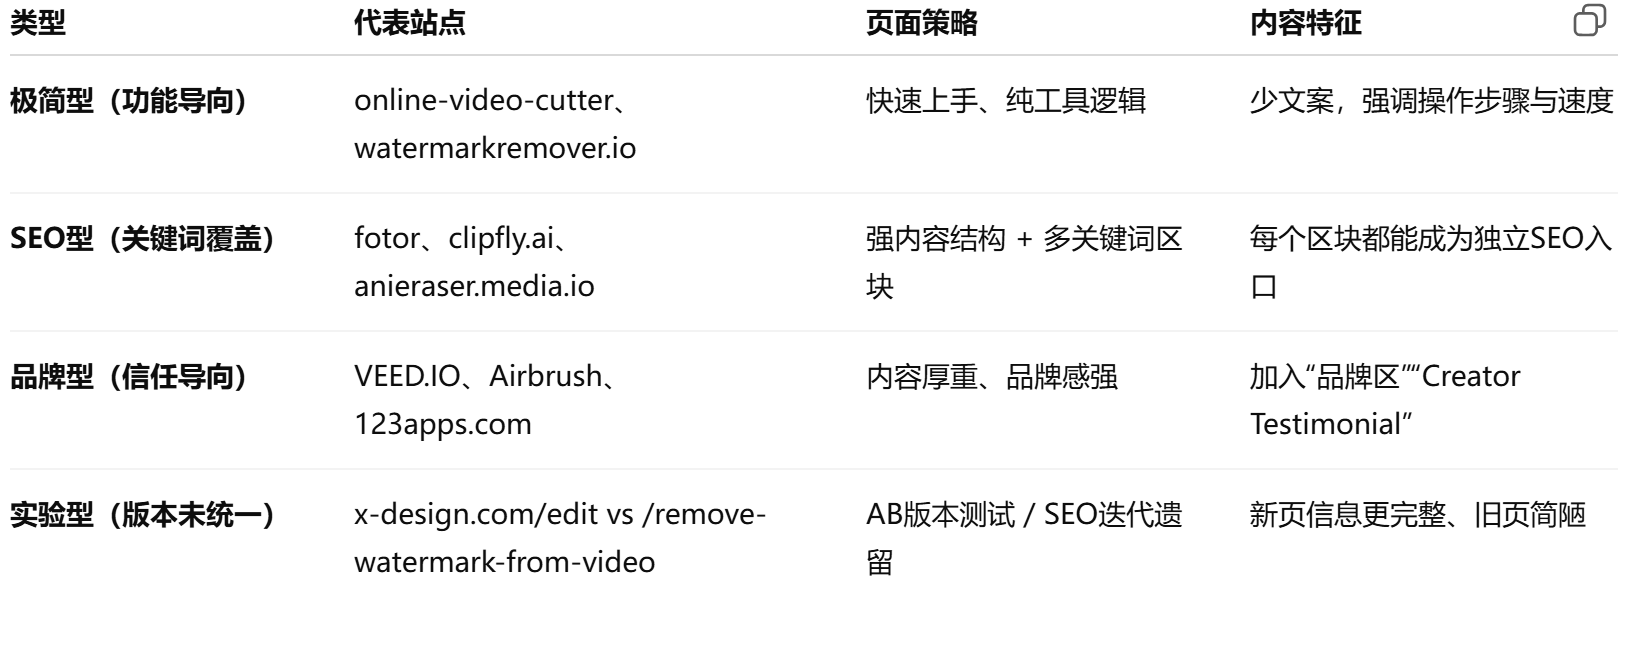 类型 代表站点 页面策略 内容特征
极简型（功能导向） online-video-cutter、 快速上手、纯工具逻辑 少文案，强调操作步骤与速度
watermarkremover.io
SEO型（关键词覆盖） fotor、clipfly.ai、 强内容结构 + 多关键词区 每个区块都能成为独立SEO入
anieraser.media.io 块 口
品牌型（信任导向） VEED.IO、Airbrush、 内容厚重、品牌感强 加入“品牌区”“Creator
123apps.com Testimonial”
实验型（版本未统一） x-design.com/edit vs /remove- AB版本测试 / SEO迭代遗 新页信息更完整、旧页简陋
watermark-from-video 留